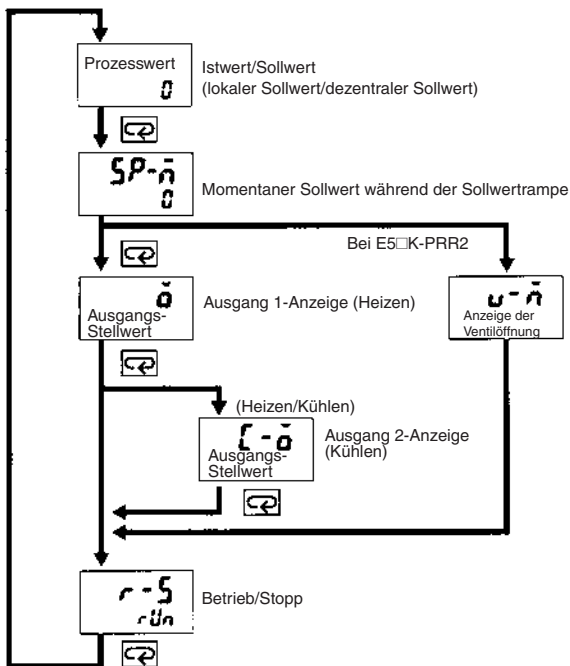 Prozesswert
0
Istwert/Sollwert
(lokaler Sollwert/dezentraler Sollwert)
SP-m
0
Momentaner Sollwert während der Sollwertrampe
Bei E5□K-PRR2
o
Ausgangs-
Stellwert
Ausgang 1-Anzeige (Heizen)
v-m
Anzeige der
Ventilöffnung
(Heizen/Kühlen)
C-o
Ausgangs-
Stellwert
Ausgang 2-Anzeige
(Kühlen)
r-S
rUn
Betrieb/Stopp